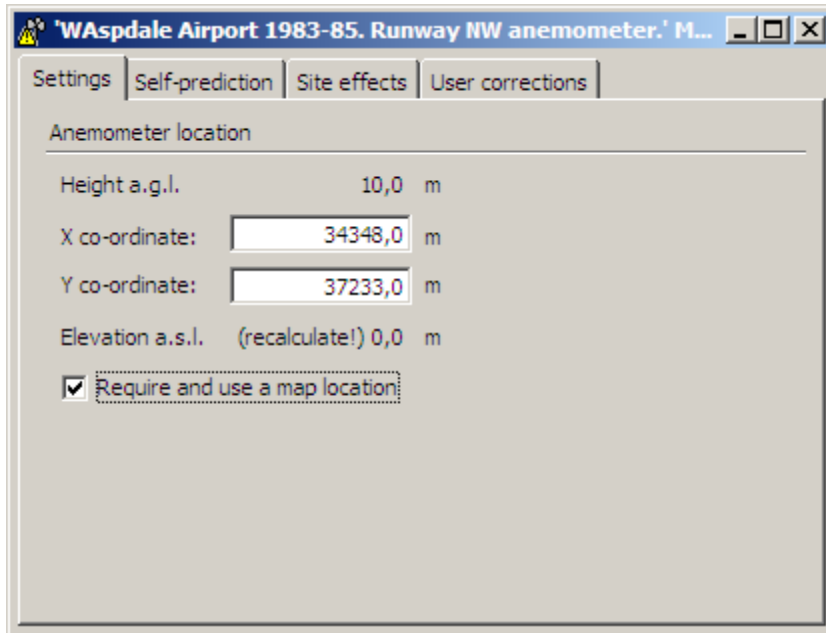 'WAspdale Airport 1983-85. Runway NW anemometer.' M...
Settings Self-prediction Site effects User corrections
Anemometer location
Height a.g.l. 10,0 m
X co-ordinate: 34348,0 m
Y co-ordinate: 37233,0 m
Elevation a.s.l. (recalculate!) 0,0 m
Require and use a map location